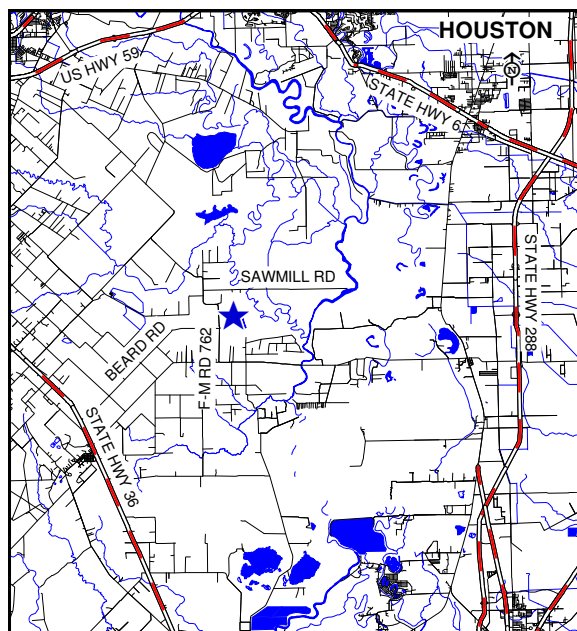 HOUSTON
US HWY 59
STATE HWY 6
N
SAWMILL RD
STATE HWY 288
BEARD RD
F-M RD 762
STATE HWY 36